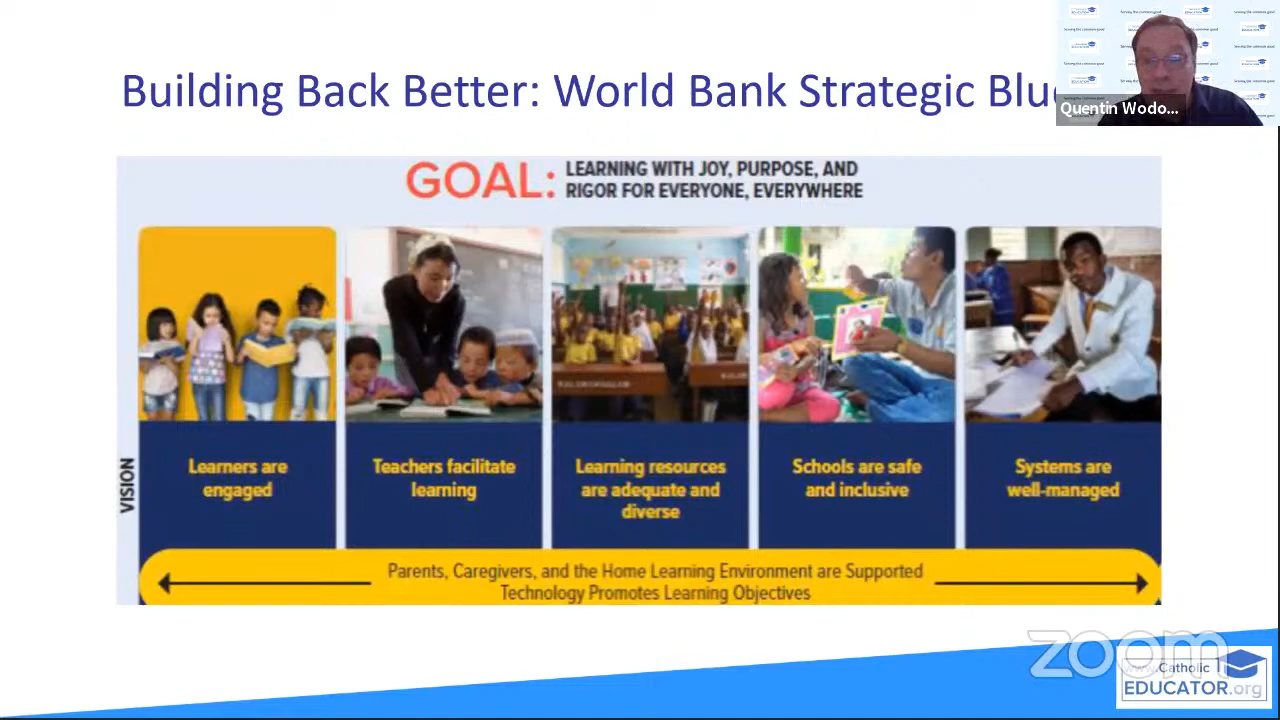 Building Back Better: World Bank Strategic Blu
Quentin Wodo...
GOAL: LEARNING WITH JOY, PURPOSE, AND
RIGOR FOR EVERYONE, EVERYWHERE
VISION
Learners are
engaged
Teachers facilitate
learning
Learning resources
are adequate and
diverse
Schools are safe
and inclusive
Systems are
well-managed
Parents, Caregivers, and the Home Learning Environment are Supported
Technology Promotes Learning Objectives
zoom
www.Catholic
EDUCATOR.org